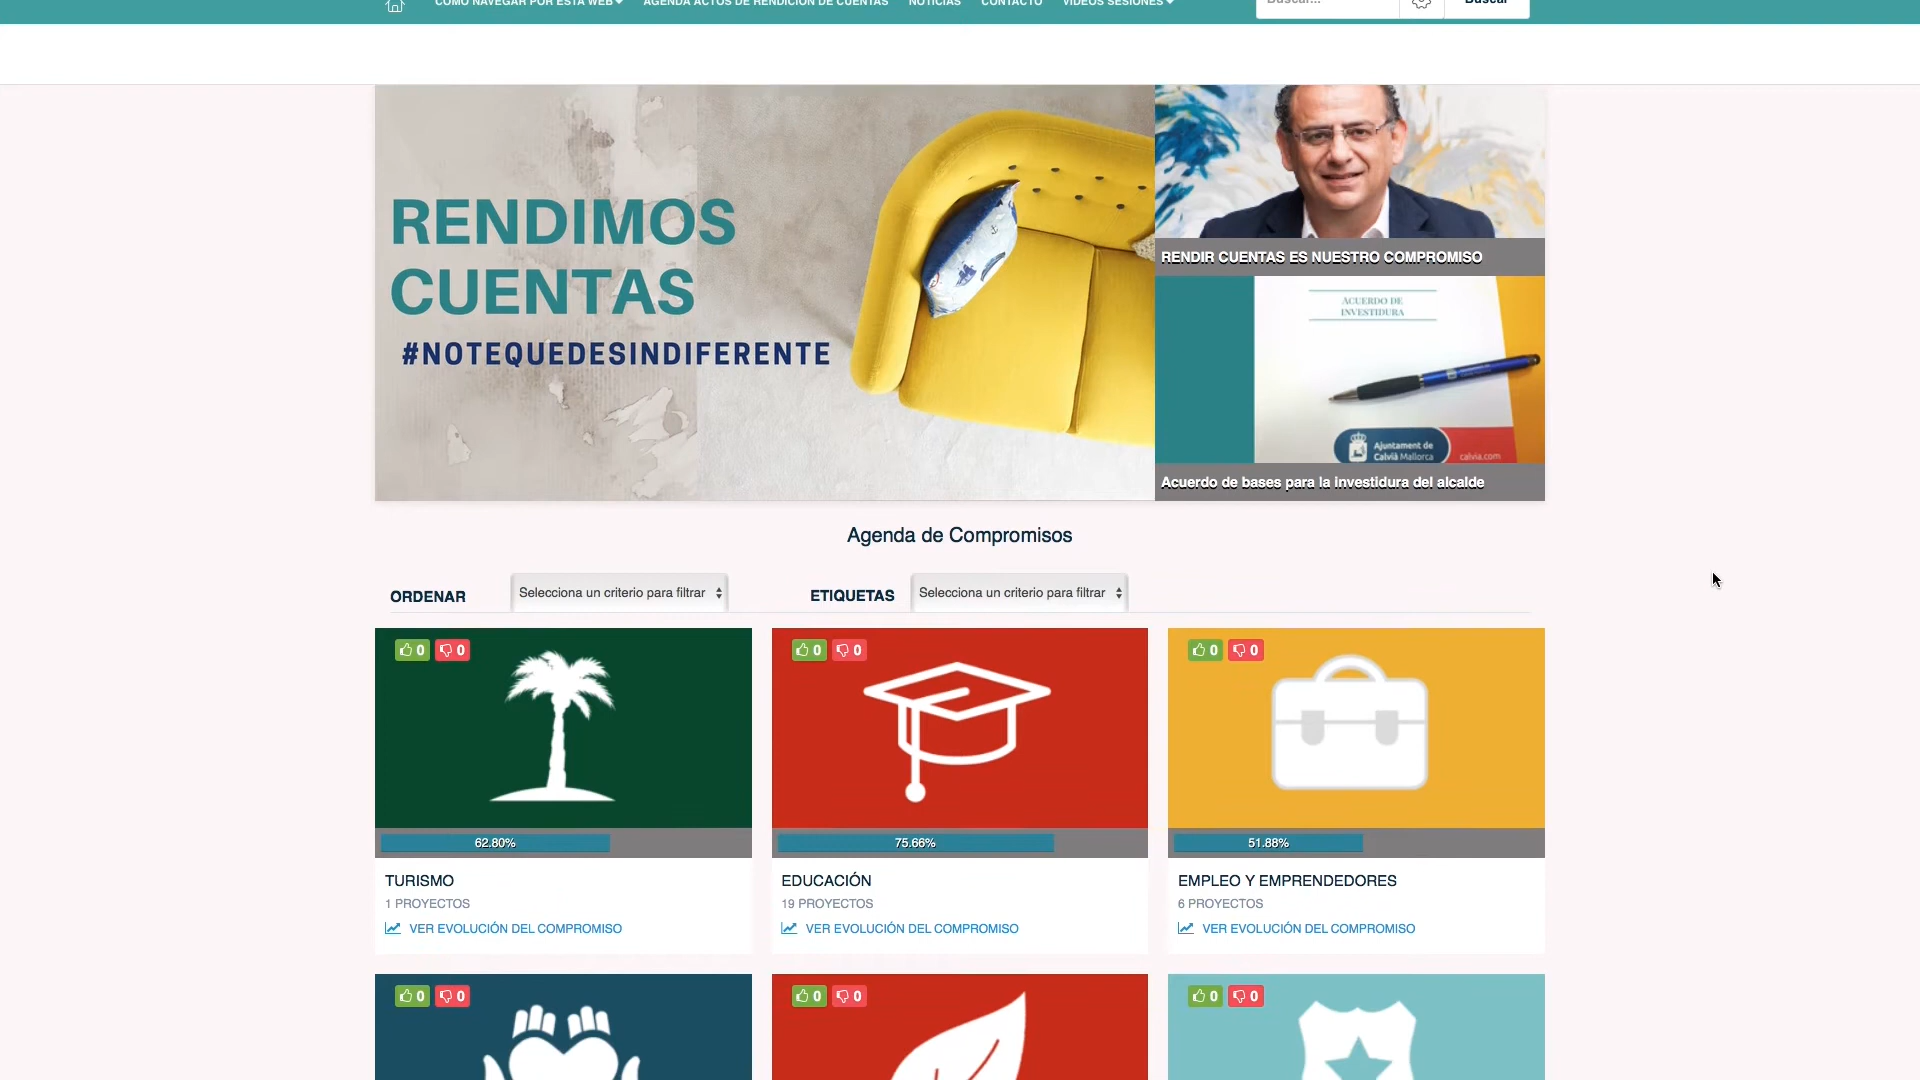 COMO NAVEGAR POR ESTA WEB AGENDA ACTOS DE RENDICIÓN DE CUENTAS NOTICIAS CONTACTO VIDEOS SESIONES Buscar... Buscar
RENDIMOS
CUENTAS
#NOTEQUEDESINDIFERENTE
RENDIR CUENTAS ES NUESTRO COMPROMISO
ACUERDO DE
INVESTIDURA
Ajuntament de
Calvià Mallorca
calvia.com
Acuerdo de bases para la investidura del alcalde
Agenda de Compromisos
ORDENAR Selecciona un criterio para filtrar ETIQUETAS Selecciona un criterio para filtrar
0 0 0 0 0 0
62.80% 75.66% 51.88%
TURISMO EDUCACIÓN EMPLEO Y EMPRENDEDORES
1 PROYECTOS 19 PROYECTOS 6 PROYECTOS
VER EVOLUCIÓN DEL COMPROMISO VER EVOLUCIÓN DEL COMPROMISO VER EVOLUCIÓN DEL COMPROMISO
0 0 0 0 0 0